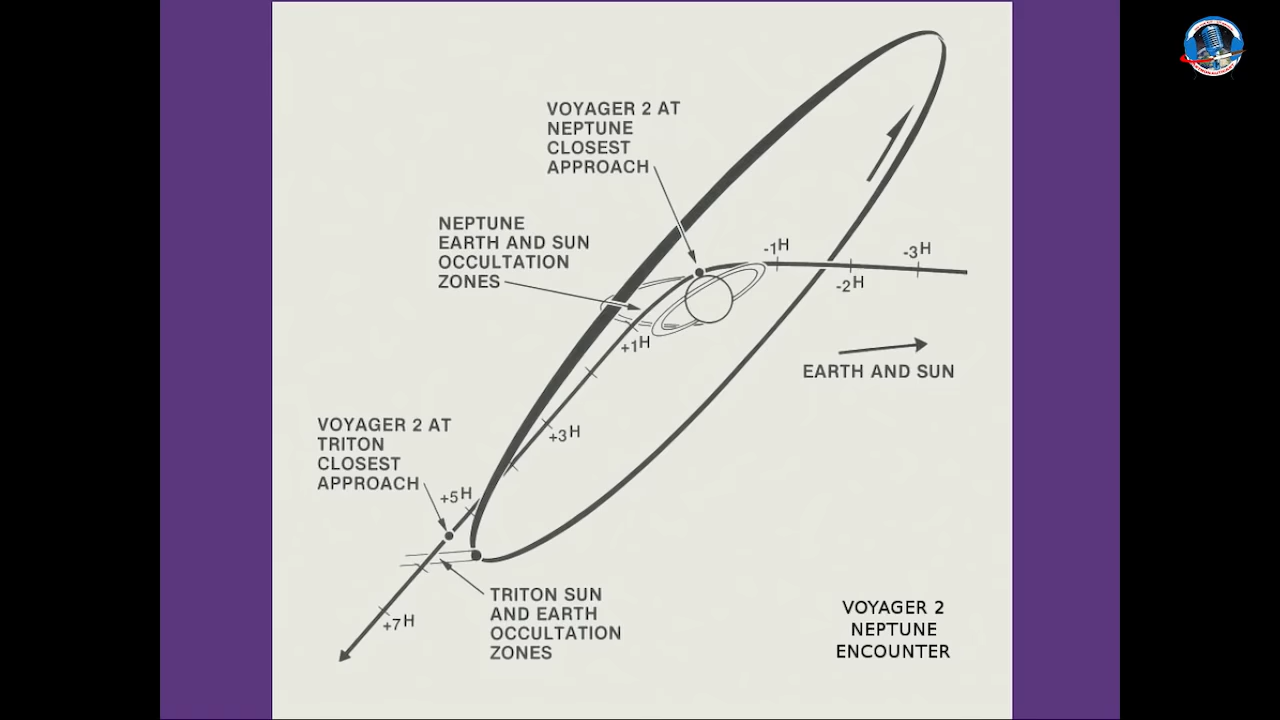 VOYAGER 2 AT
NEPTUNE
CLOSEST
APPROACH
NEPTUNE
EARTH AND SUN
OCCULTATION
ZONES
-1H
-2H
-3H
+1H
EARTH AND SUN
+3H
VOYAGER 2 AT
TRITON
CLOSEST
APPROACH
+5H
+7H
TRITON SUN
AND EARTH
OCCULTATION
ZONES
VOYAGER 2
NEPTUNE
ENCOUNTER